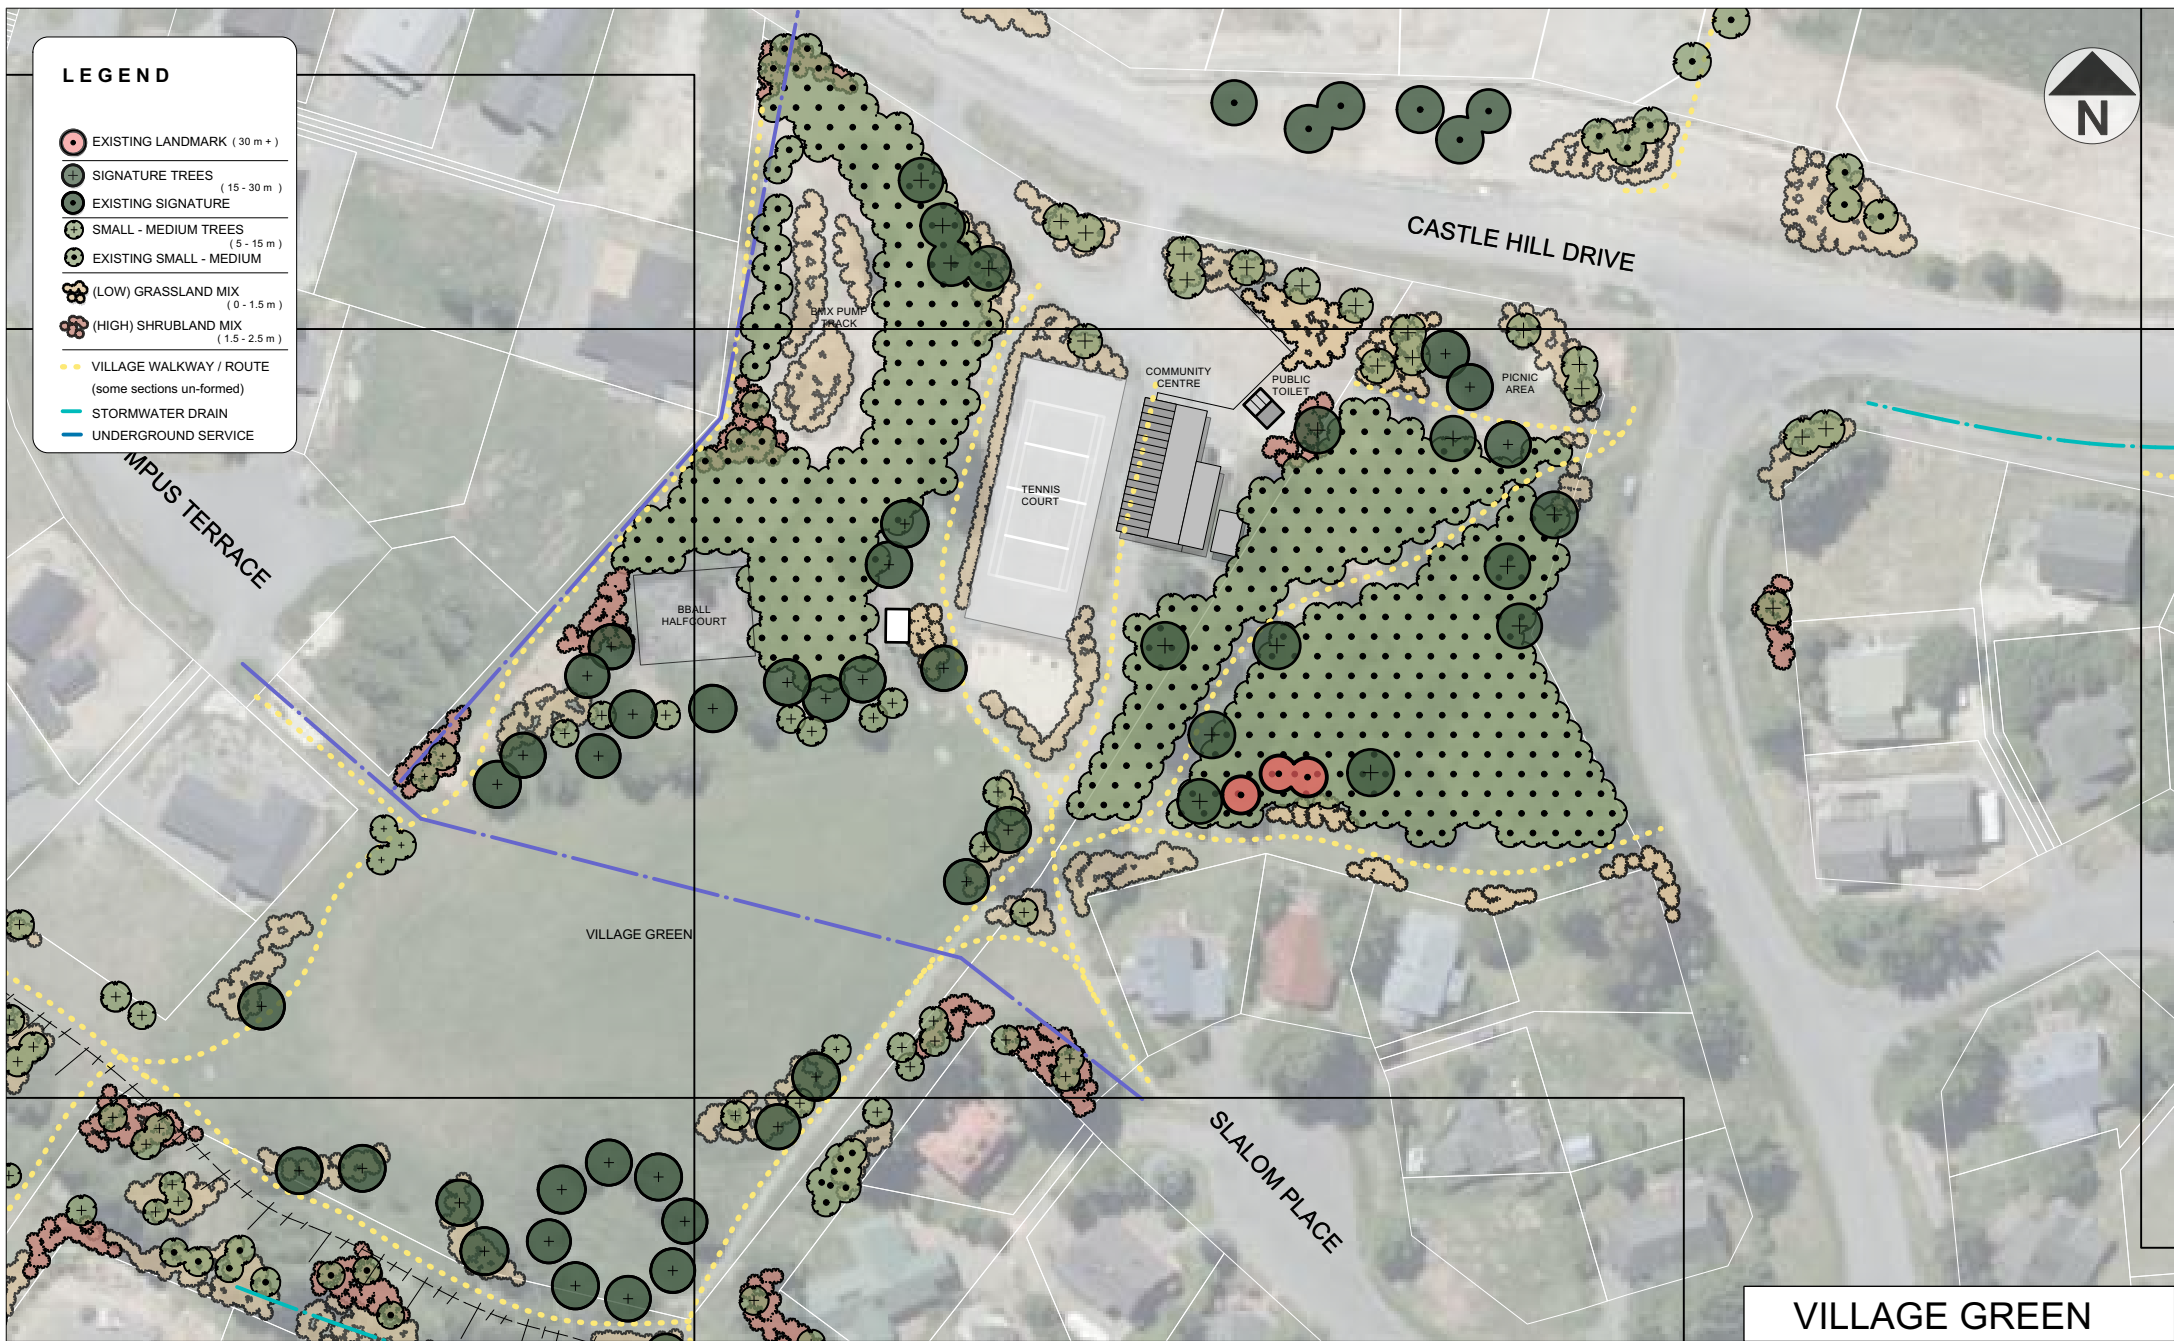 LEGEND
EXISTING LANDMARK ( 30 m + )
SIGNATURE TREES
( 15 - 30 m )
EXISTING SIGNATURE
SMALL - MEDIUM TREES
( 5 - 15 m )
EXISTING SMALL - MEDIUM
(LOW) GRASSLAND MIX
( 0 - 1.5 m )
(HIGH) SHRUBLAND MIX
( 1.5 - 2.5 m )
VILLAGE WALKWAY / ROUTE
(some sections un-formed)
STORMWATER DRAIN
UNDERGROUND SERVICE
N
CASTLE HILL DRIVE
BMX PUMP
TRACK
COMMUNITY
CENTRE
PUBLIC
TOILET
PICNIC
AREA
TENNIS
COURT
MPUS TERRACE
BBALL
HALFCOURT
VILLAGE GREEN
SLALOM PLACE
VILLAGE GREEN